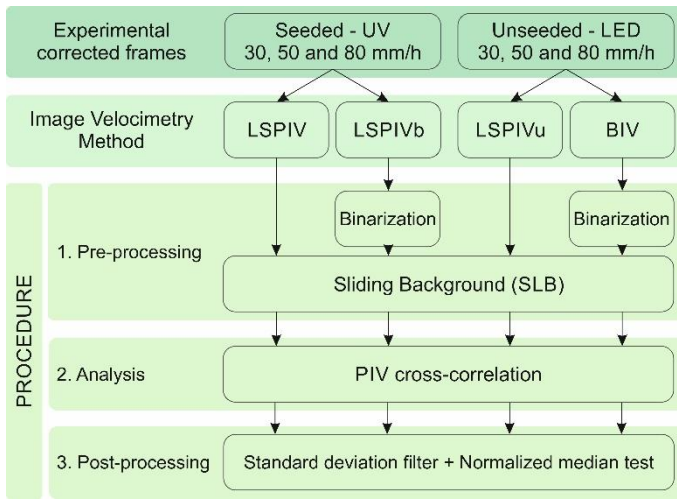 Experimental
corrected frames
Seeded - UV
30, 50 and 80 mm/h
Unseeded - LED
30, 50 and 80 mm/h
Image Velocimetry
Method
LSPIV
LSPIVb
LSPIVu
BIV
PROCEDURE
1. Pre-processing
Binarization
Binarization
Sliding Background (SLB)
2. Analysis
PIV cross-correlation
3. Post-processing
Standard deviation filter + Normalized median test